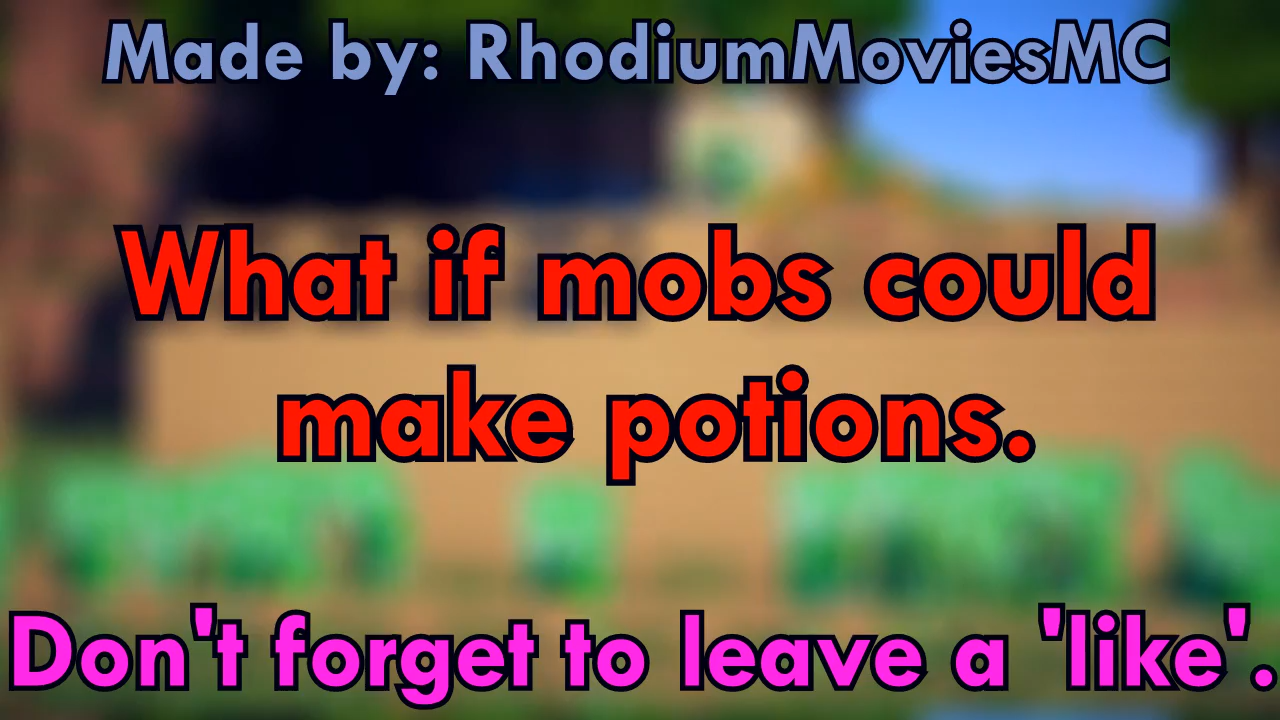 Made by: RhodiumMoviesMC
What if mobs could
make potions.
Don't forget to leave a 'like'.